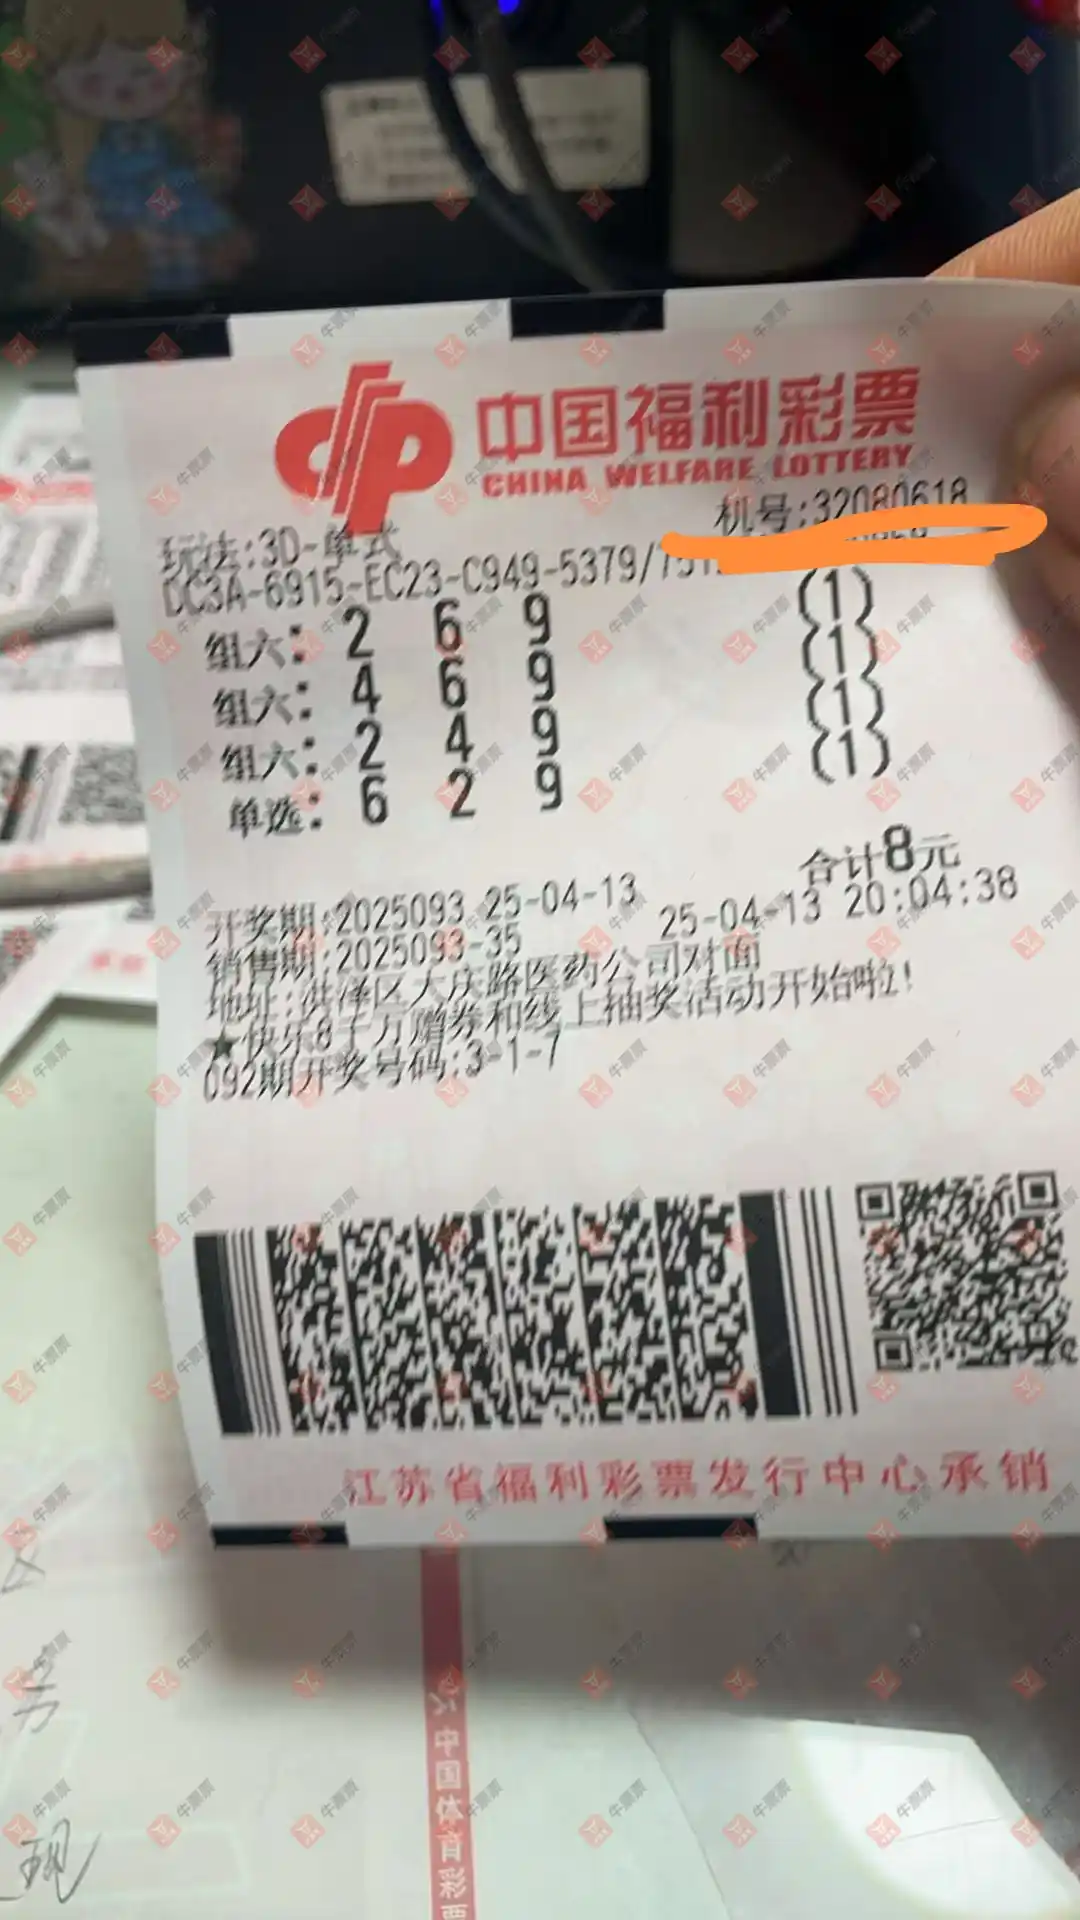 中国福利彩票
CHINA WELFARE LOTTERY
机号:32080618
玩法:3D-单式
DC3A-6915-EC23-C949-5379/
组六: 2 6 9 (1)
组六: 4 6 9 (1)
组六: 2 4 9 (1)
单选: 6 2 9 (1)
合计8元
开奖期:2025093 25-04-13
销售期:2025093-35 25-04-13 20:04:38
地址:洪泽区大庆路医药公司对面
★快乐8千万赠券和线上抽奖活动开始啦!
092期开奖号码:3-1-7
江苏省福利彩票发行中心承销
中国体育彩票
现
牛票票